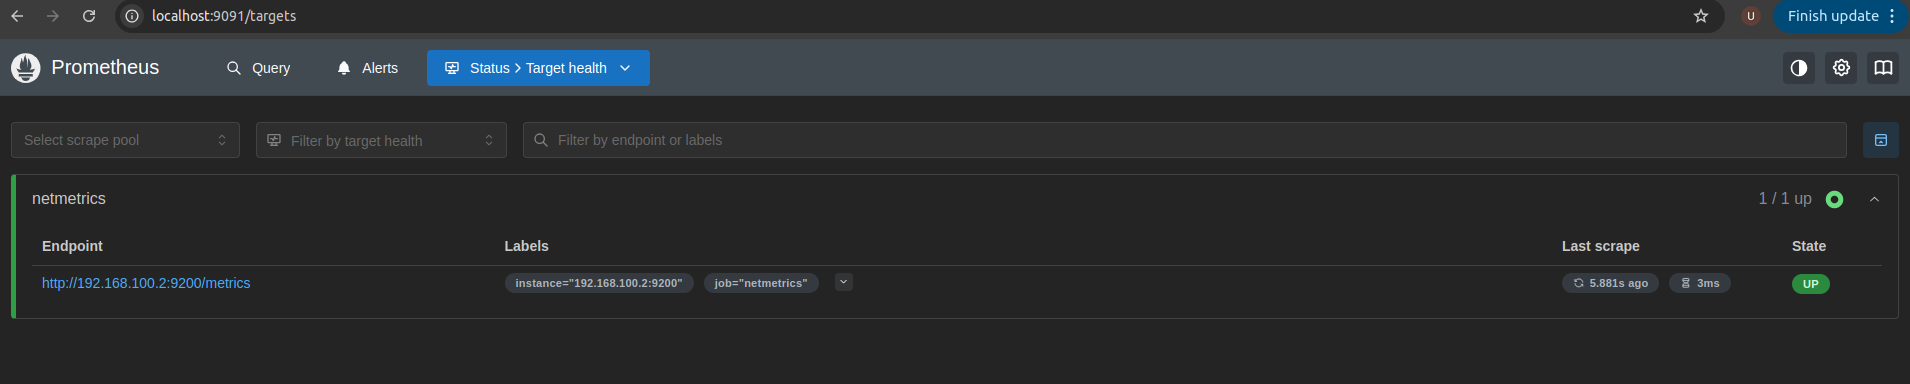 localhost:9091/targets
U
Finish update
Prometheus
Query
Alerts
Status > Target health
Select scrape pool
Filter by target health
Filter by endpoint or labels
netmetrics
1 / 1 up
Endpoint Labels Last scrape State
http://192.168.100.2:9200/metrics instance="192.168.100.2:9200" job="netmetrics" 5.881s ago 3ms UP